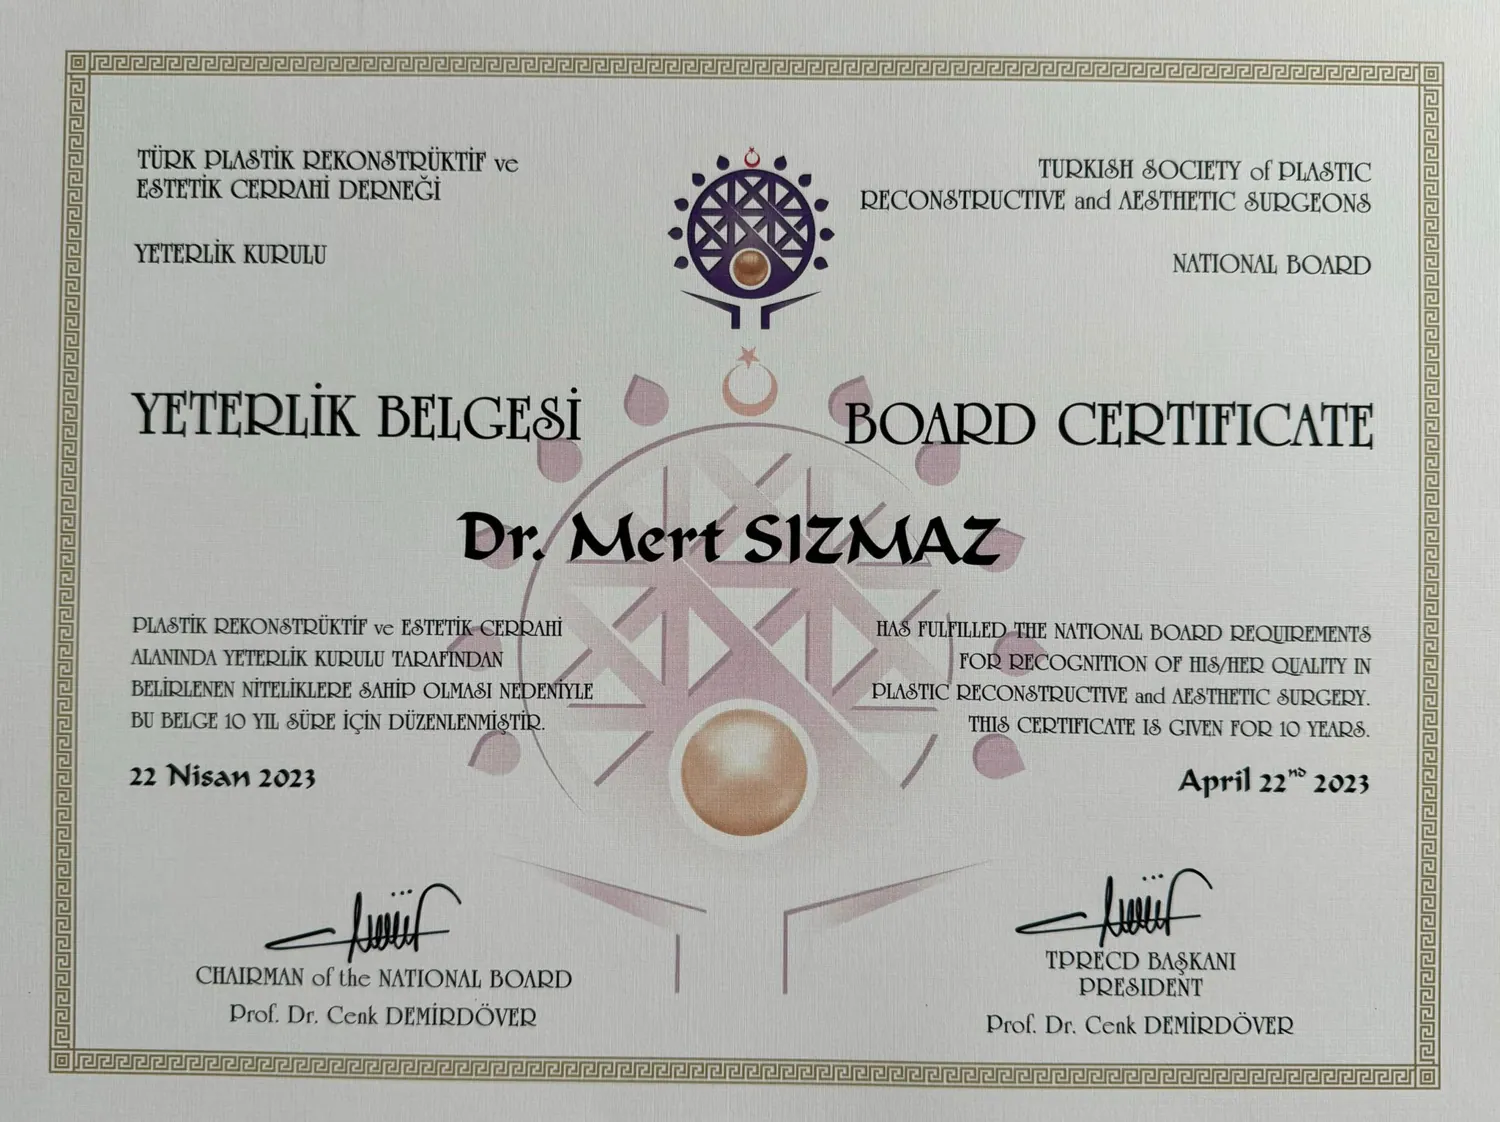 TÜRK PLASTİK REKONSTRÜKTİF ve
ESTETİK CERRAHİ DERNEĞİ
YETERLİK KURULU
TURKISH SOCIETY of PLASTIC
RECONSTRUCTIVE and AESTHETIC SURGEONS
NATIONAL BOARD
YETERLİK BELGESİ
BOARD CERTIFICATE
Dr. Mert SIZMAZ
PLASTİK REKONSTRÜKTİF ve ESTETİK CERRAHİ
ALANINDA YETERLİK KURULU TARAFINDAN
BELİRLENEN NİTELİKLERE SAHİP OLMASI NEDENİYLE
BU BELGE 10 YIL SÜRE İÇİN DÜZENLENMİŞTİR.
22 Nisan 2023
HAS FULFILLED THE NATIONAL BOARD REQUIREMENTS
FOR RECOGNITION OF HIS/HER QUALITY IN
PLASTIC RECONSTRUCTIVE and AESTHETIC SURGERY.
THIS CERTIFICATE IS GIVEN FOR 10 YEARS.
April 22nd 2023
CHAIRMAN of the NATIONAL BOARD
Prof. Dr. Cenk DEMİRDÖVER
TPRECD BAŞKANI
PRESIDENT
Prof. Dr. Cenk DEMİRDÖVER